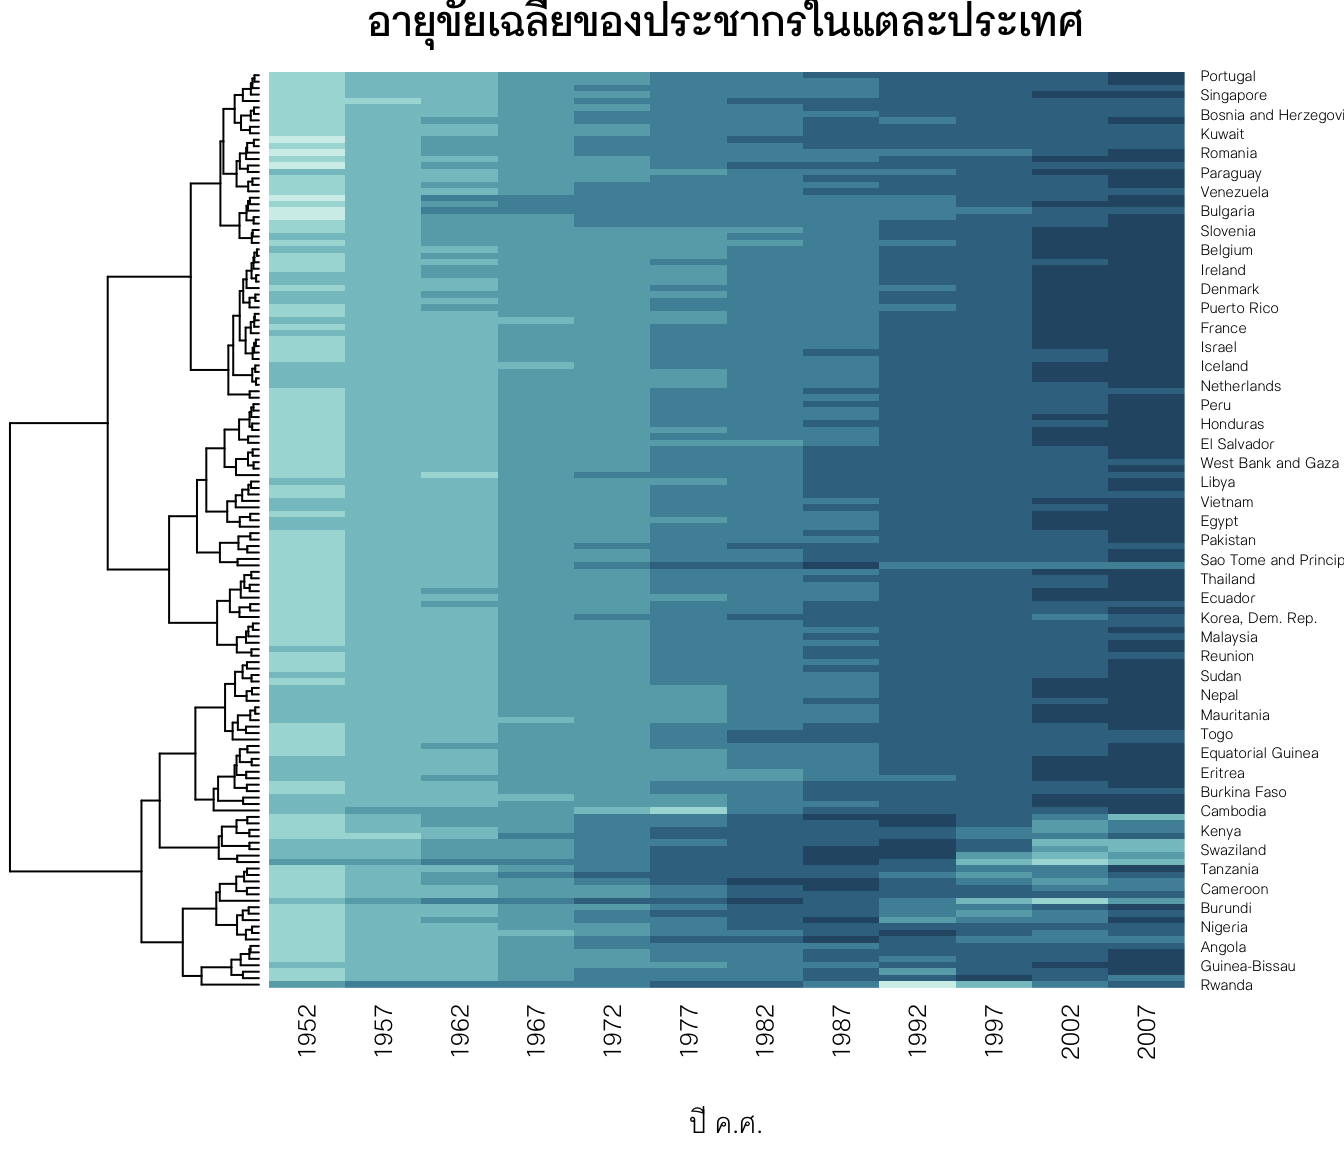 อายุขัยเฉลี่ยของประชากรในแต่ละประเทศ
Portugal
Singapore
Bosnia and Herzegovi
Kuwait
Romania
Paraguay
Venezuela
Bulgaria
Slovenia
Belgium
Ireland
Denmark
Puerto Rico
France
Israel
Iceland
Netherlands
Peru
Honduras
El Salvador
West Bank and Gaza
Libya
Vietnam
Egypt
Pakistan
Sao Tome and Princip
Thailand
Ecuador
Korea, Dem. Rep.
Malaysia
Reunion
Sudan
Nepal
Mauritania
Togo
Equatorial Guinea
Eritrea
Burkina Faso
Cambodia
Kenya
Swaziland
Tanzania
Cameroon
Burundi
Nigeria
Angola
Guinea-Bissau
Rwanda
1952
1957
1962
1967
1972
1977
1982
1987
1992
1997
2002
2007
ปี ค.ศ.